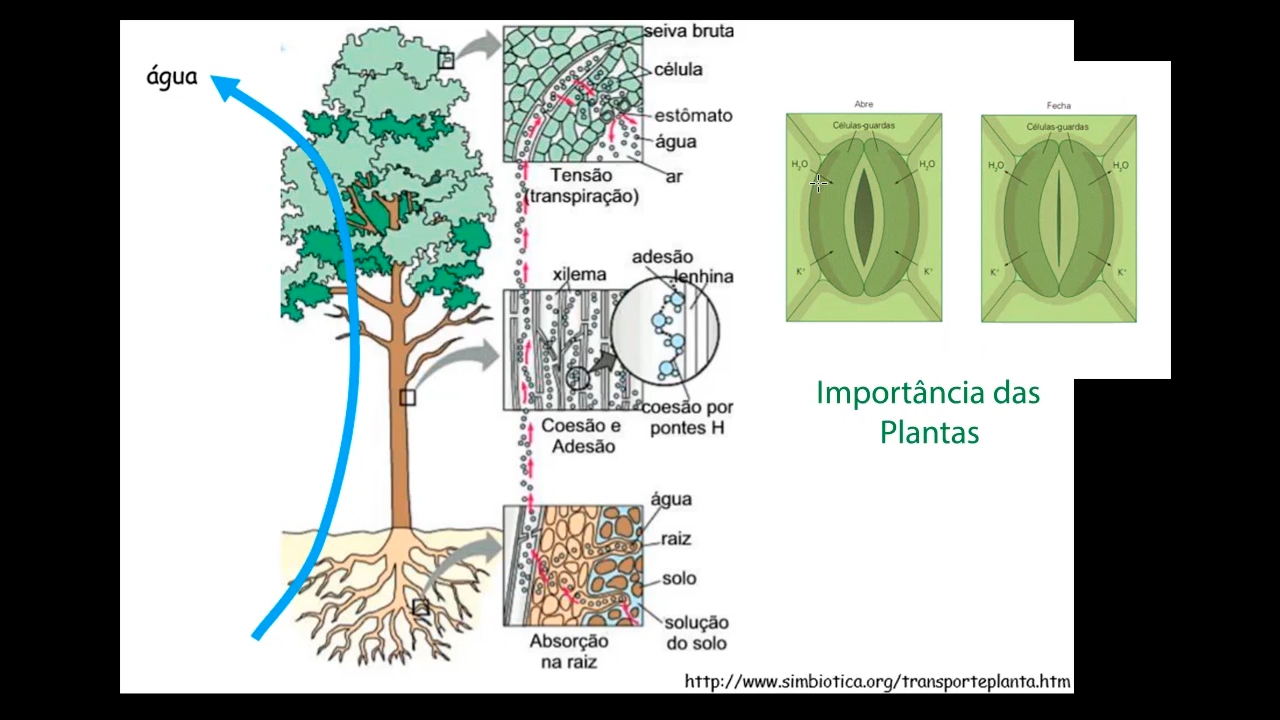 água
seiva bruta
célula
estômato
água
ar
Tensão
(transpiração)
adesão
lenhina
xilema
coesão por
pontes H
Coesão e
Adesão
água
raiz
solo
solução
do solo
Absorção
na raiz
Abre
Células-guardas
H₂O
H₂O
K⁺
K⁺
Fecha
Células-guardas
H₂O
H₂O
K⁺
K⁺
Importância das
Plantas
http://www.simbiotica.org/transporteplanta.htm